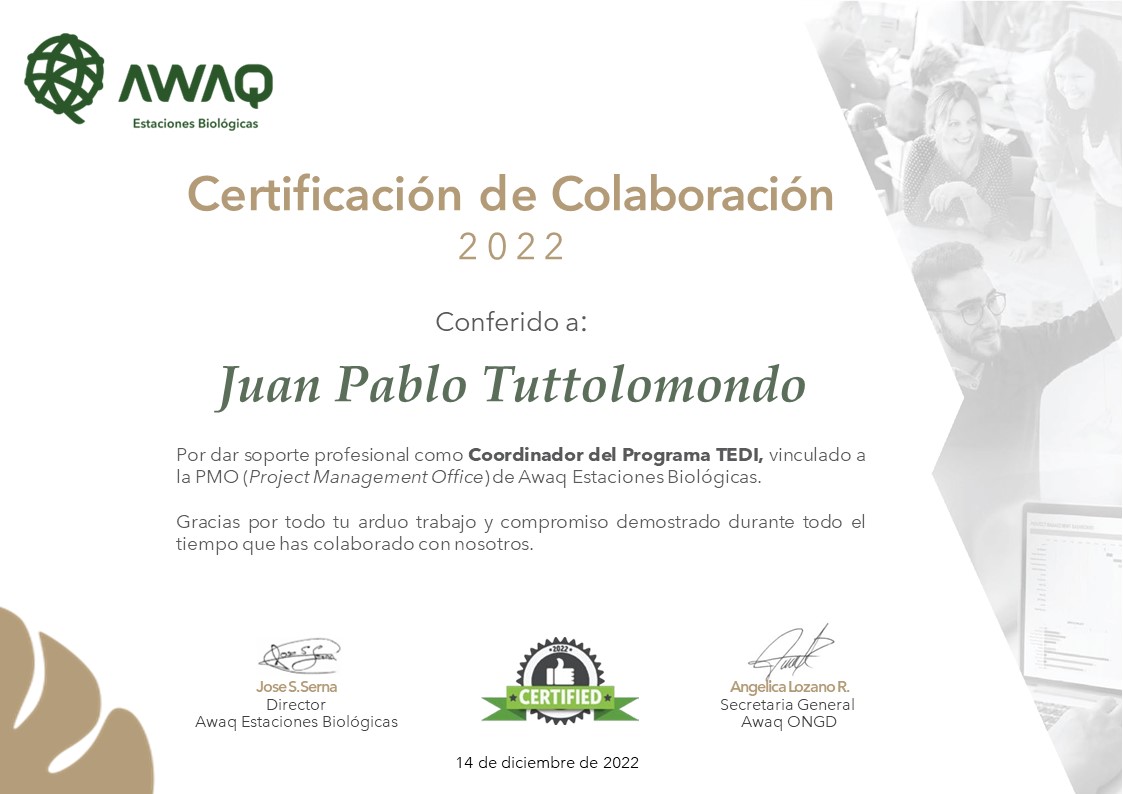 AWAQ
Estaciones Biológicas
Certificación de Colaboración
2022
Conferido a:
Juan Pablo Tuttolomondo
Por dar soporte profesional como Coordinador del Programa TEDI, vinculado a
la PMO (Project Management Office) de Awaq Estaciones Biológicas.
Gracias por todo tu arduo trabajo y compromiso demostrado durante todo el
tiempo que has colaborado con nosotros.
Jose S. Serna
Jose S. Serna
Director
Awaq Estaciones Biológicas
2022
CERTIFIED
Angelica Lozano R.
Secretaria General
Awaq ONGD
14 de diciembre de 2022